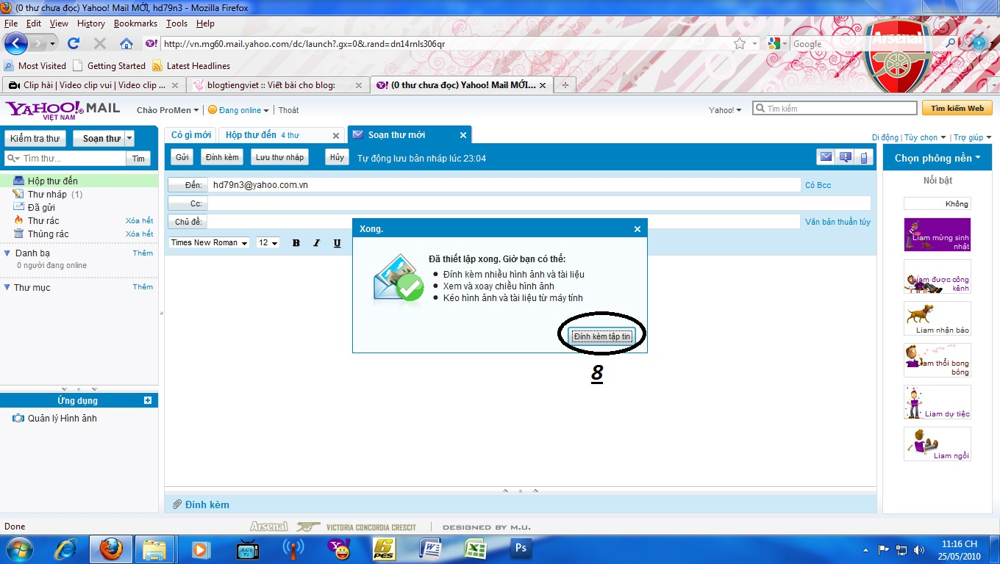 (0 thư chưa đọc) Yahoo! Mail MỚI, hd79n3 - Mozilla Firefox
File Edit View History Bookmarks Tools Help
http://vn.mg60.mail.yahoo.com/dc/launch?.gx=0&.rand=dn14rnls306qr
Google
Most Visited Getting Started Latest Headlines
Clip hài | Video clip vui | Video clip ...
blogtiengviet :: Viết bài cho blog:
(0 thư chưa đọc) Yahoo! Mail MỚI...
YAHOO! MAIL
VIỆT NAM
Chào ProMen Đang online | Thoát
Yahoo! Tìm kiếm Tìm kiếm Web
Arsenal
Kiểm tra thư Soạn thư
Tìm thư... Tìm
Có gì mới Hộp thư đến 4 thư Soạn thư mới
Di động | Tùy chọn | Trợ giúp
Gửi Đính kèm Lưu thư nháp Hủy Tự động lưu bản nháp lúc 23:04
Hộp thư đến
Thư nháp (1)
Đã gửi
Thư rác Xóa hết
Thùng rác Xóa hết
Danh bạ Thêm
0 người đang online
Thư mục Thêm
Ứng dụng
Quản lý Hình ảnh
Đến: hd79n3@yahoo.com.vn Có Bcc
Cc:
Chủ đề: Văn bản thuần túy
Times New Roman 12 B I U
Xong.
Đã thiết lập xong. Giờ bạn có thể:
Đính kèm nhiều hình ảnh và tài liệu
Xem và xoay chiều hình ảnh
Kéo hình ảnh và tài liệu từ máy tính
Đính kèm tập tin
8
Đính kèm
Chọn phông nền
Nổi bật
Không
Liam mừng sinh
nhật
Liam được công
kênh
Liam nhận báo
Liam thổi bong
bóng
Liam dự tiệc
Liam ngồi
Done
Arsenal VICTORIA CONCORDIA CRESCIT | DESIGNED BY M.U.
JLC's
TV
6
PES
Ps
11:16 CH
25/05/2010